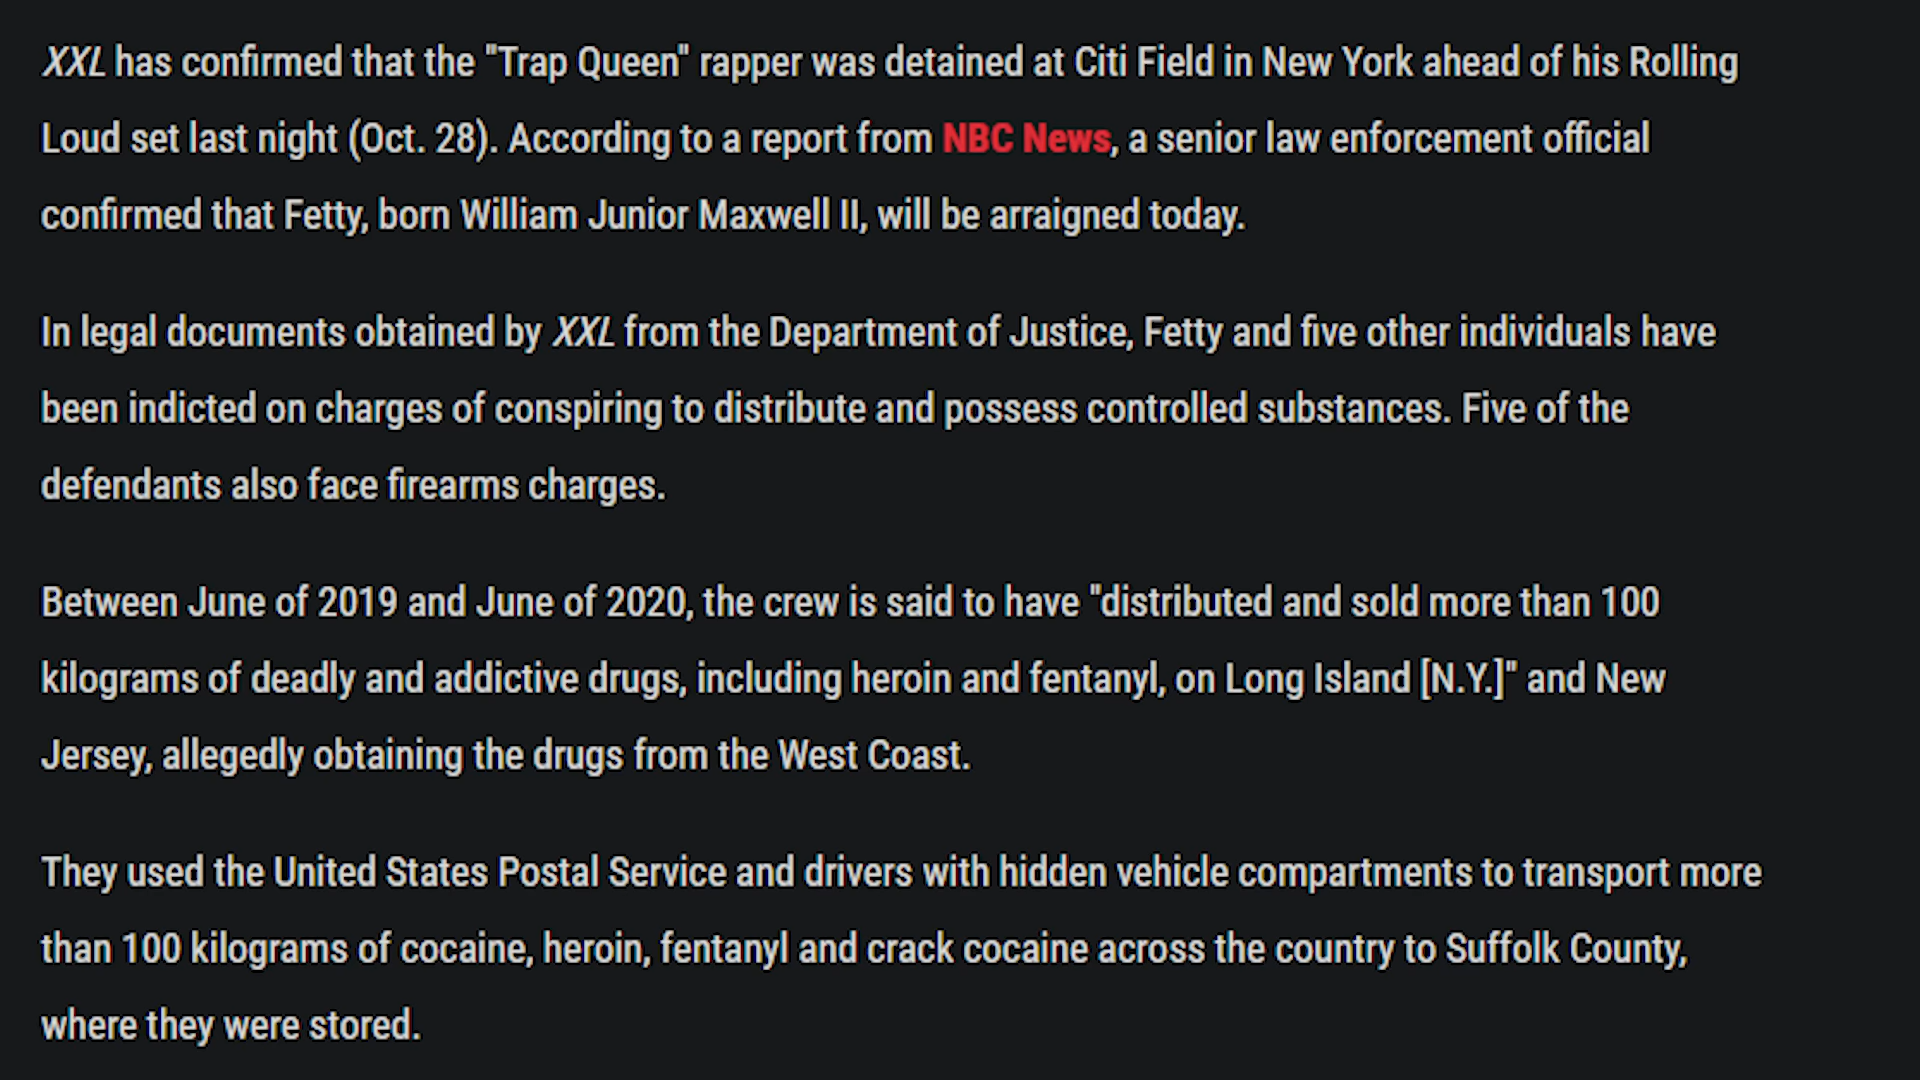 XXL has confirmed that the "Trap Queen" rapper was detained at Citi Field in New York ahead of his Rolling
Loud set last night (Oct. 28). According to a report from NBC News, a senior law enforcement official
confirmed that Fetty, born William Junior Maxwell II, will be arraigned today.
In legal documents obtained by XXL from the Department of Justice, Fetty and five other individuals have
been indicted on charges of conspiring to distribute and possess controlled substances. Five of the
defendants also face firearms charges.
Between June of 2019 and June of 2020, the crew is said to have "distributed and sold more than 100
kilograms of deadly and addictive drugs, including heroin and fentanyl, on Long Island [N.Y.]" and New
Jersey, allegedly obtaining the drugs from the West Coast.
They used the United States Postal Service and drivers with hidden vehicle compartments to transport more
than 100 kilograms of cocaine, heroin, fentanyl and crack cocaine across the country to Suffolk County,
where they were stored.